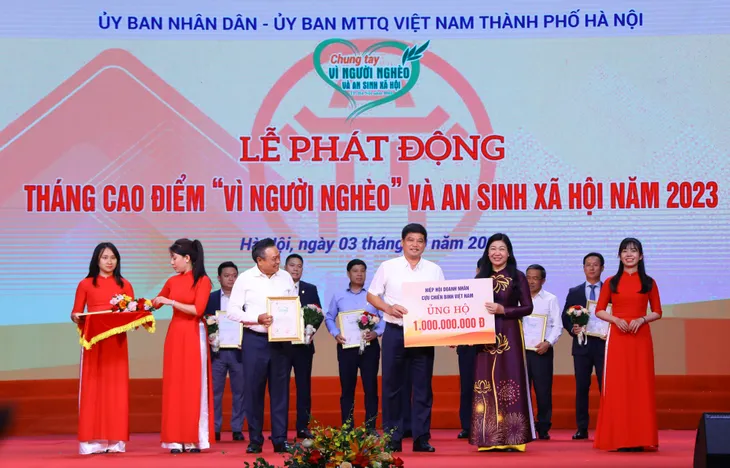 ỦY BAN NHÂN DÂN - ỦY BAN MTTQ VIỆT NAM THÀNH PHỐ HÀ NỘI
Chung tay
VÌ NGƯỜI NGHÈO
VÀ AN SINH XÃ HỘI
LỄ PHÁT ĐỘNG
THÁNG CAO ĐIỂM “VÌ NGƯỜI NGHÈO” VÀ AN SINH XÃ HỘI NĂM 2023
Hà Nội, ngày 03 tháng năm
HIỆP HỘI DOANH NHÂN
CỰU CHIẾN BINH VIỆT NAM
ỦNG HỘ
1.000.000.000 Đ